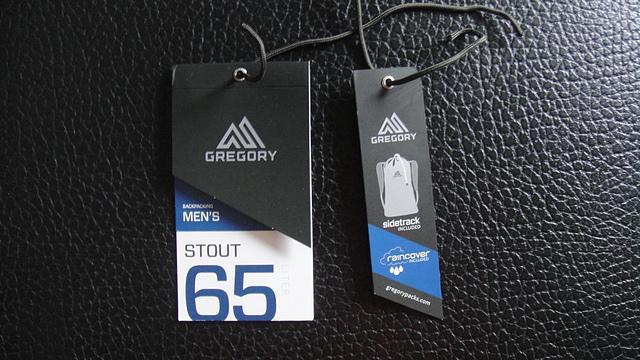 GREGORY
BACKPACKING
MEN'S
STOUT
65
LITER
GREGORY
sidetrack
INCLUDED
raincover
INCLUDED
gregorypacks.com